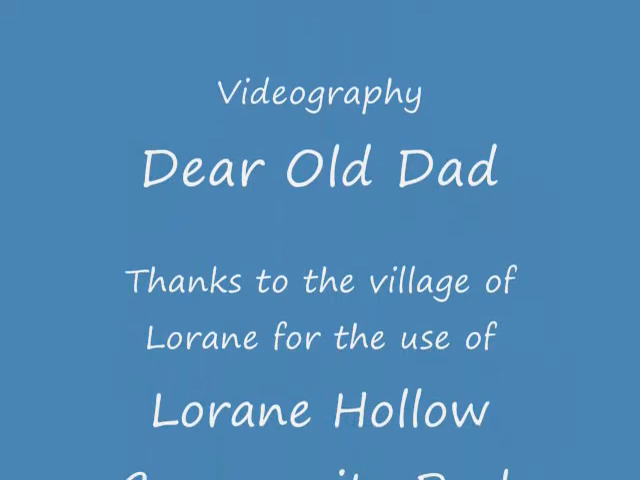 Videography
Dear Old Dad
Thanks to the village of
Lorane for the use of
Lorane Hollow